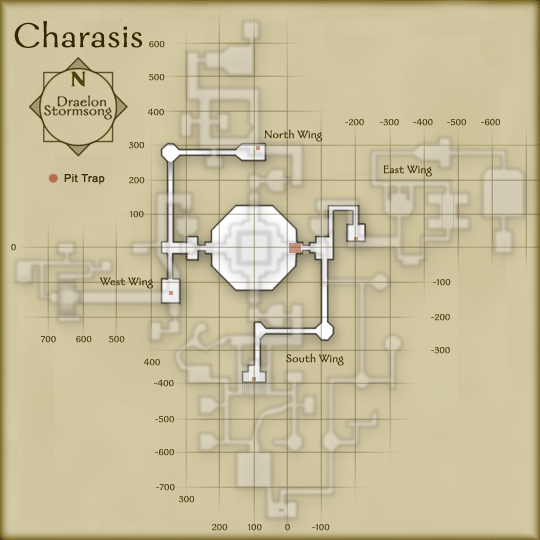 Charasis
N
Draelon
Stormsong
Pit Trap
600
500
400
300
200
100
0
-200 -300 -400 -500 -600
North Wing
East Wing
West Wing
South Wing
-100
-200
-300
700 600 500
400
-400
-500
-600
-700
300
200 100 0 -100